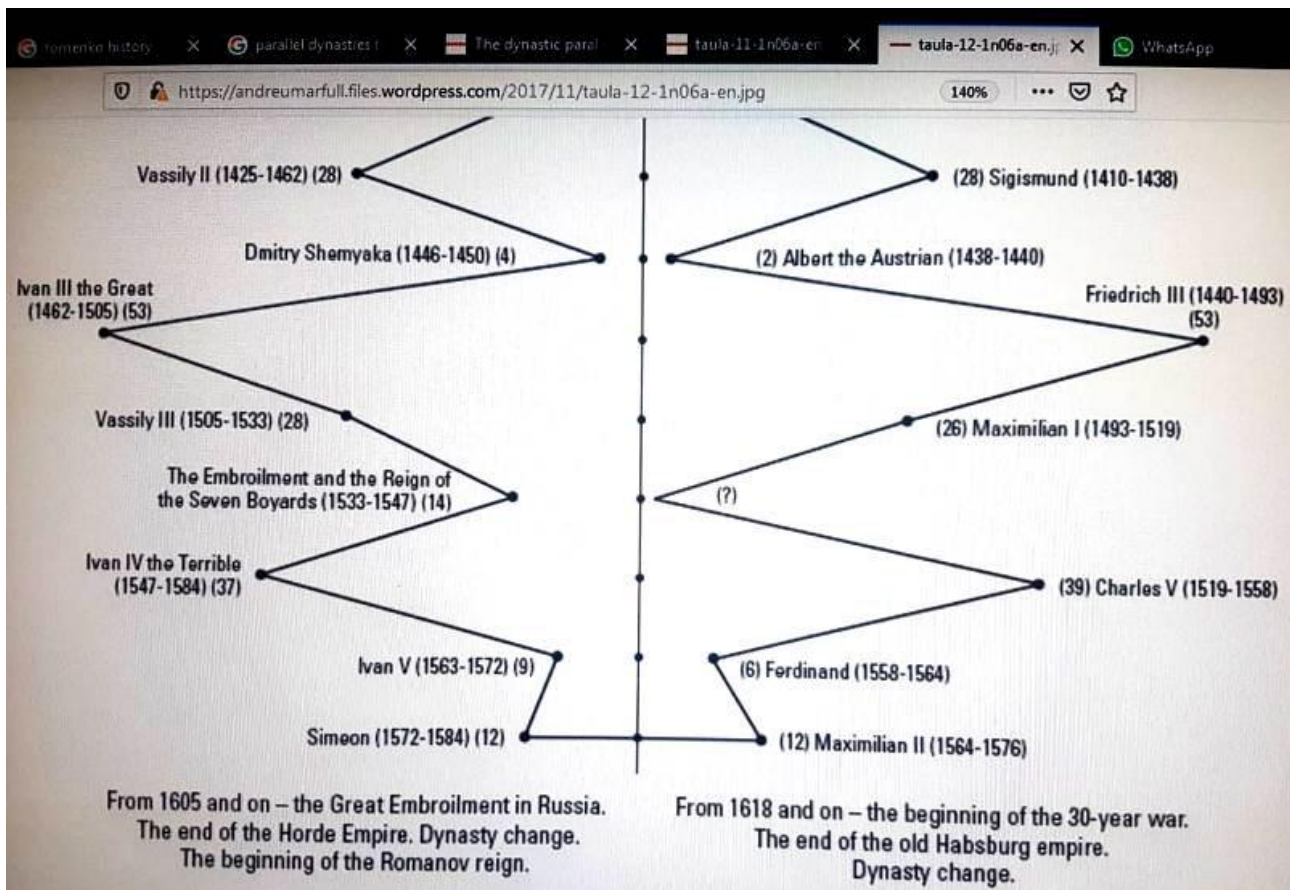 romenko history
parallel dynasties t
The dynastic paral
taula-11-1n06a-en
taula-12-1n06a-en.j
WhatsApp
https://andreumarfull.files.wordpress.com/2017/11/taula-12-1n06a-en.jpg
140%
Vassily II (1425-1462) (28)
(28) Sigismund (1410-1438)
Dmitry Shemyaka (1446-1450) (4)
(2) Albert the Austrian (1438-1440)
Ivan III the Great
(1462-1505) (53)
Friedrich III (1440-1493)
(53)
Vassily III (1505-1533) (28)
(26) Maximilian I (1493-1519)
The Embroilment and the Reign of
the Seven Boyards (1533-1547) (14)
(?)
Ivan IV the Terrible
(1547-1584) (37)
(39) Charles V (1519-1558)
Ivan V (1563-1572) (9)
(6) Ferdinand (1558-1564)
Simeon (1572-1584) (12)
(12) Maximilian II (1564-1576)
From 1605 and on – the Great Embroilment in Russia.
The end of the Horde Empire. Dynasty change.
The beginning of the Romanov reign.
From 1618 and on – the beginning of the 30-year war.
The end of the old Habsburg empire.
Dynasty change.